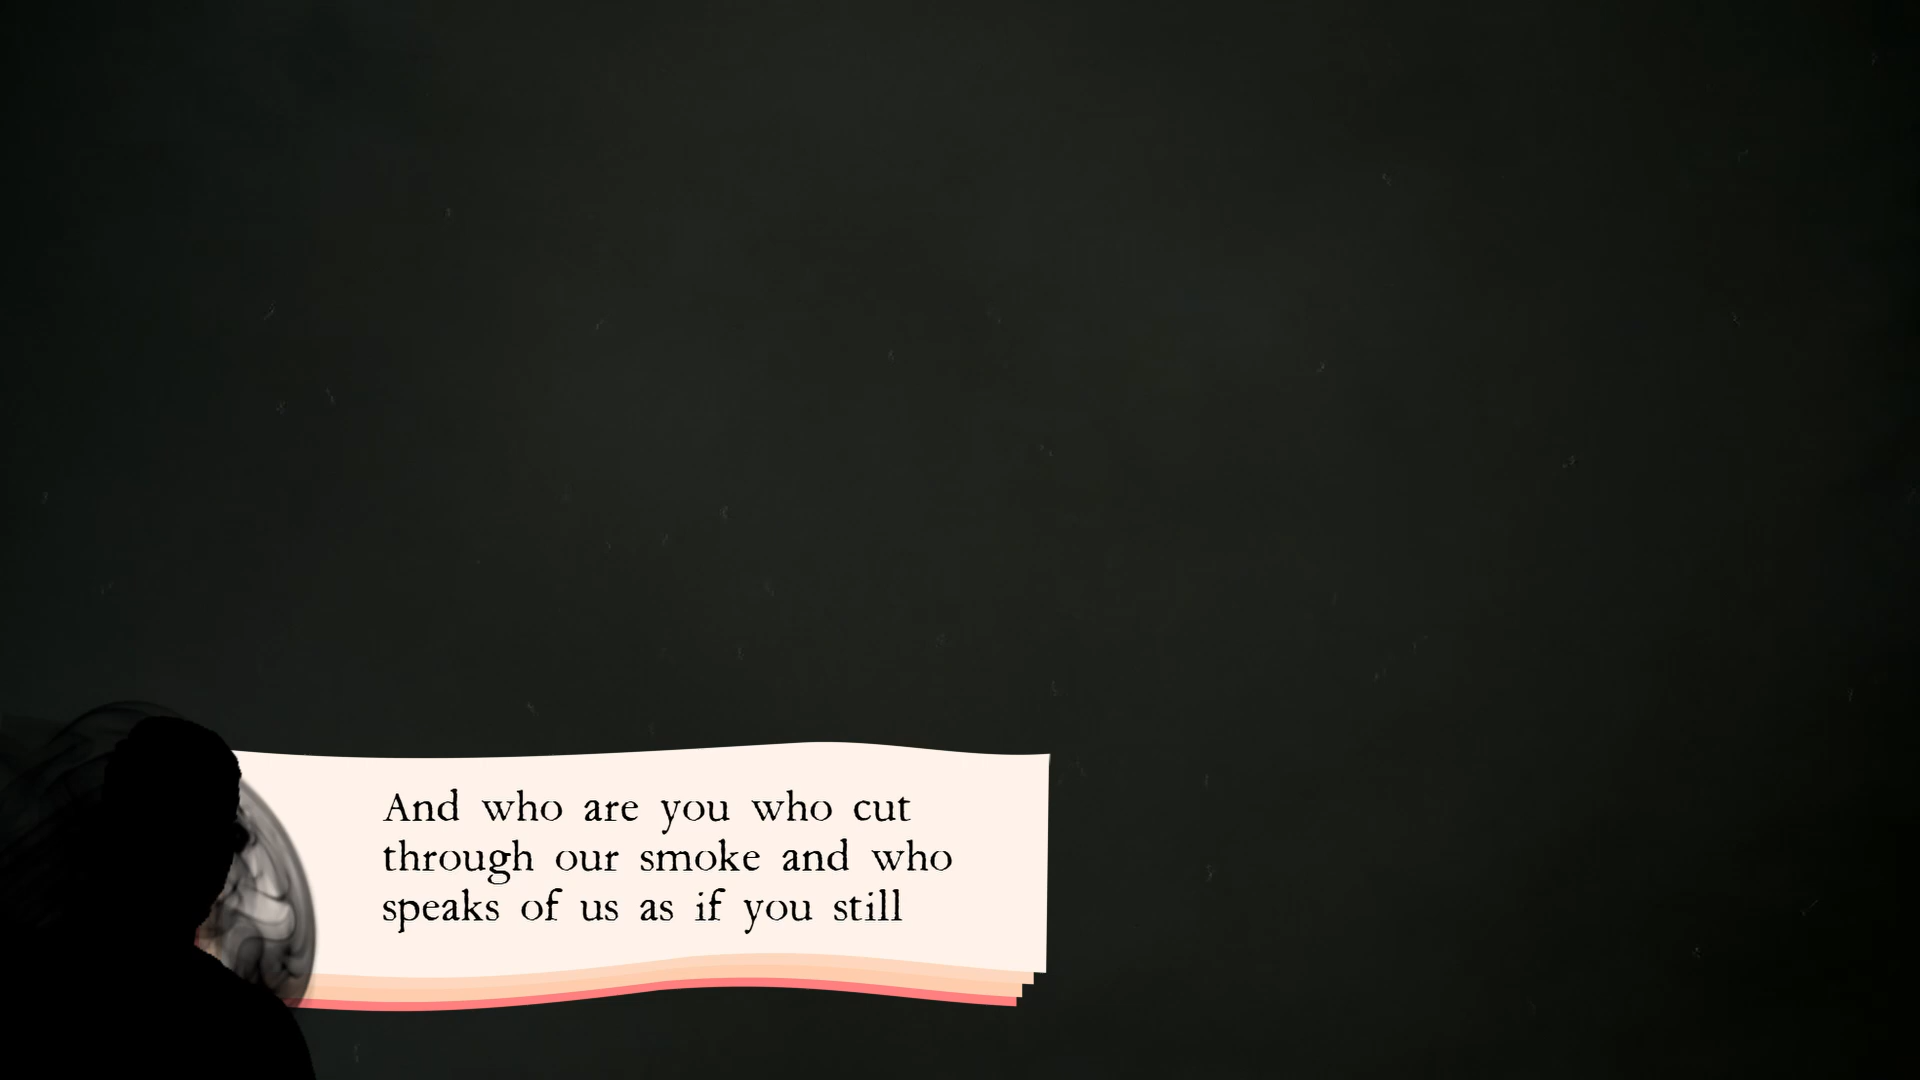 And who are you who cut
through our smoke and who
speaks of us as if you still